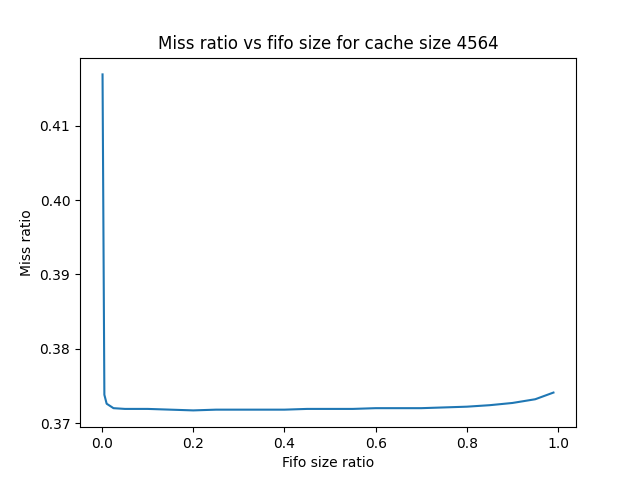 Miss ratio vs fifo size for cache size 4564
0.41
0.40
0.39
0.38
0.37
Miss ratio
0.0 0.2 0.4 0.6 0.8 1.0
Fifo size ratio